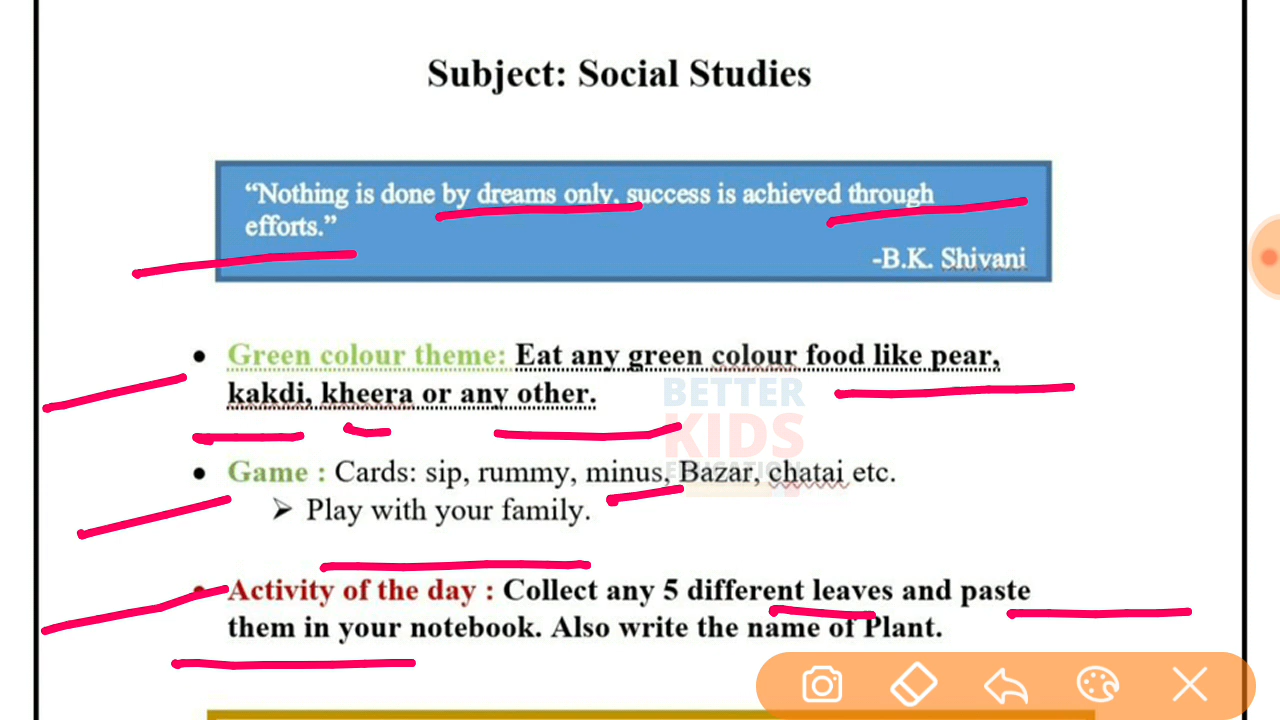 Subject: Social Studies
“Nothing is done by dreams only, success is achieved through
efforts.”
-B.K. Shivani
• Green colour theme: Eat any green colour food like pear,
kakdi, kheera or any other.
BETTER
KIDS
EDUCATION
• Game : Cards: sip, rummy, minus, Bazar, chatai etc.
➢ Play with your family.
• Activity of the day : Collect any 5 different leaves and paste
them in your notebook. Also write the name of Plant.